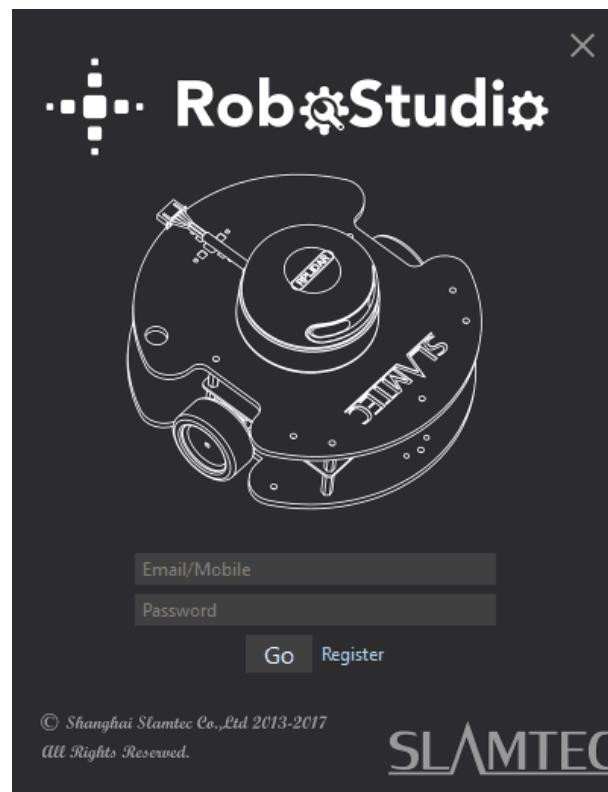 RoboStudio
RPLIDAR
SLAMTEC
Email/Mobile
Password
Go Register
© Shanghai Slamtec Co.,Ltd 2013-2017
All Rights Reserved.
SLAMTEC